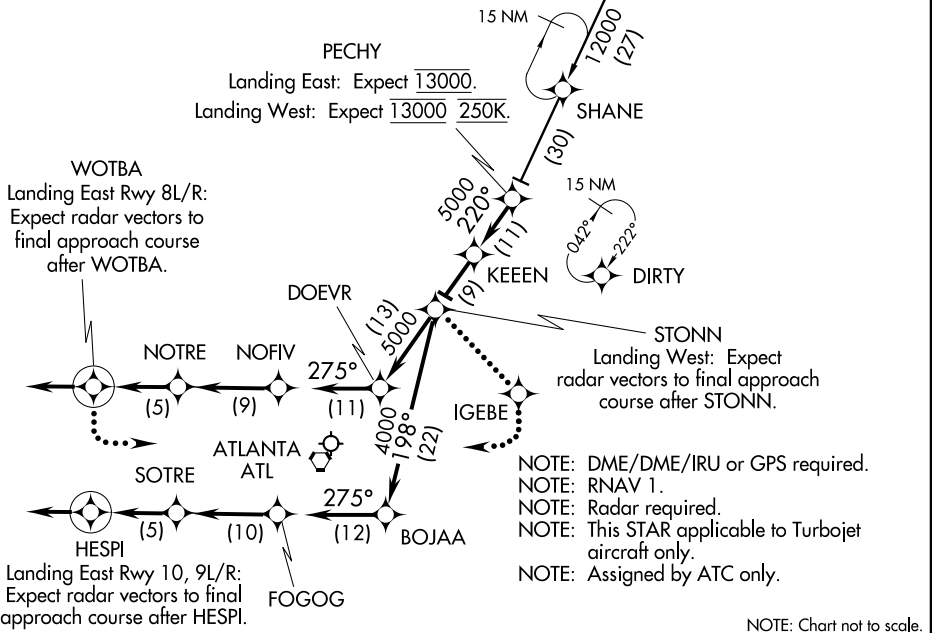 15 NM
12000
(27)
PECHY
Landing East: Expect 13000.
Landing West: Expect 13000 250K.
SHANE
(30)
WOTBA
Landing East Rwy 8L/R:
Expect radar vectors to
final approach course
after WOTBA.
15 NM
5000
220°
(11)
042°
222°
KEEEN
DIRTY
(9)
DOEVR
(13)
5000
STONN
Landing West: Expect
radar vectors to final approach
course after STONN.
NOTRE
NOFIV
275°
(5)
(9)
(11)
IGEBE
4000
198°
(22)
ATLANTA
ATL
NOTE: DME/DME/IRU or GPS required.
NOTE: RNAV 1.
NOTE: Radar required.
NOTE: This STAR applicable to Turbojet
aircraft only.
NOTE: Assigned by ATC only.
SOTRE
275°
(5)
(10)
(12)
BOJAA
HESPI
Landing East Rwy 10, 9L/R:
Expect radar vectors to final
approach course after HESPI.
FOGOG
NOTE: Chart not to scale.